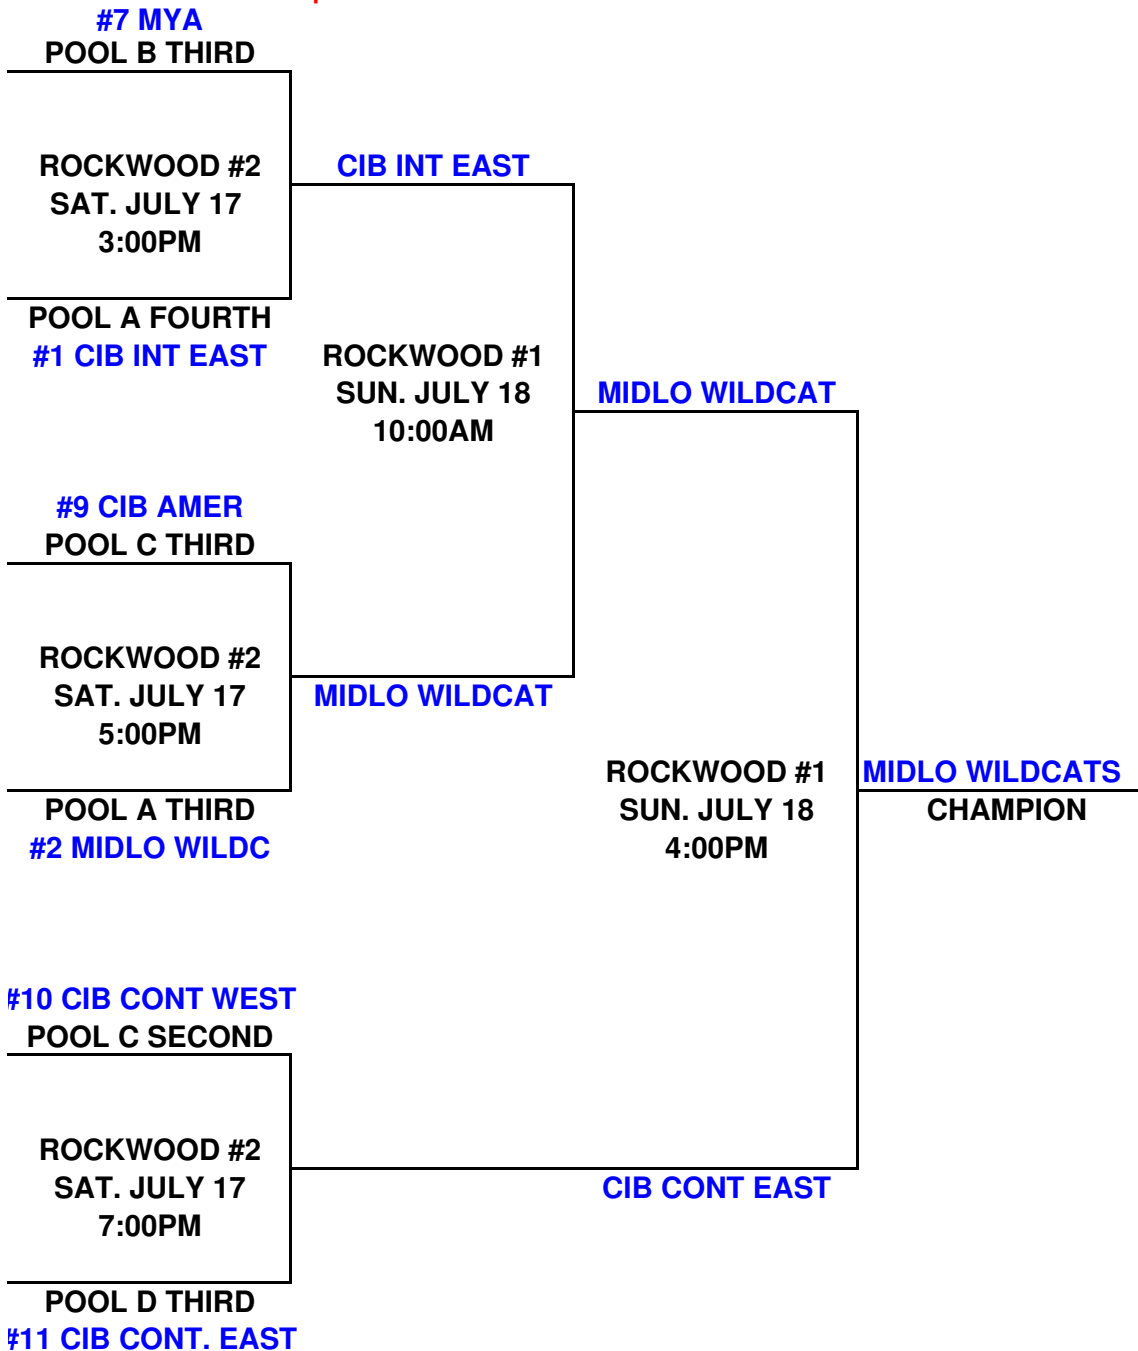 #7 MYA
POOL B THIRD
ROCKWOOD #2
SAT. JULY 17
3:00PM
CIB INT EAST
POOL A FOURTH
#1 CIB INT EAST
ROCKWOOD #1
SUN. JULY 18
10:00AM
MIDLO WILDCAT
#9 CIB AMER
POOL C THIRD
ROCKWOOD #2
SAT. JULY 17
5:00PM
MIDLO WILDCAT
POOL A THIRD
#2 MIDLO WILDC
ROCKWOOD #1
SUN. JULY 18
4:00PM
MIDLO WILDCATS
CHAMPION
#10 CIB CONT WEST
POOL C SECOND
ROCKWOOD #2
SAT. JULY 17
7:00PM
CIB CONT EAST
POOL D THIRD
#11 CIB CONT. EAST